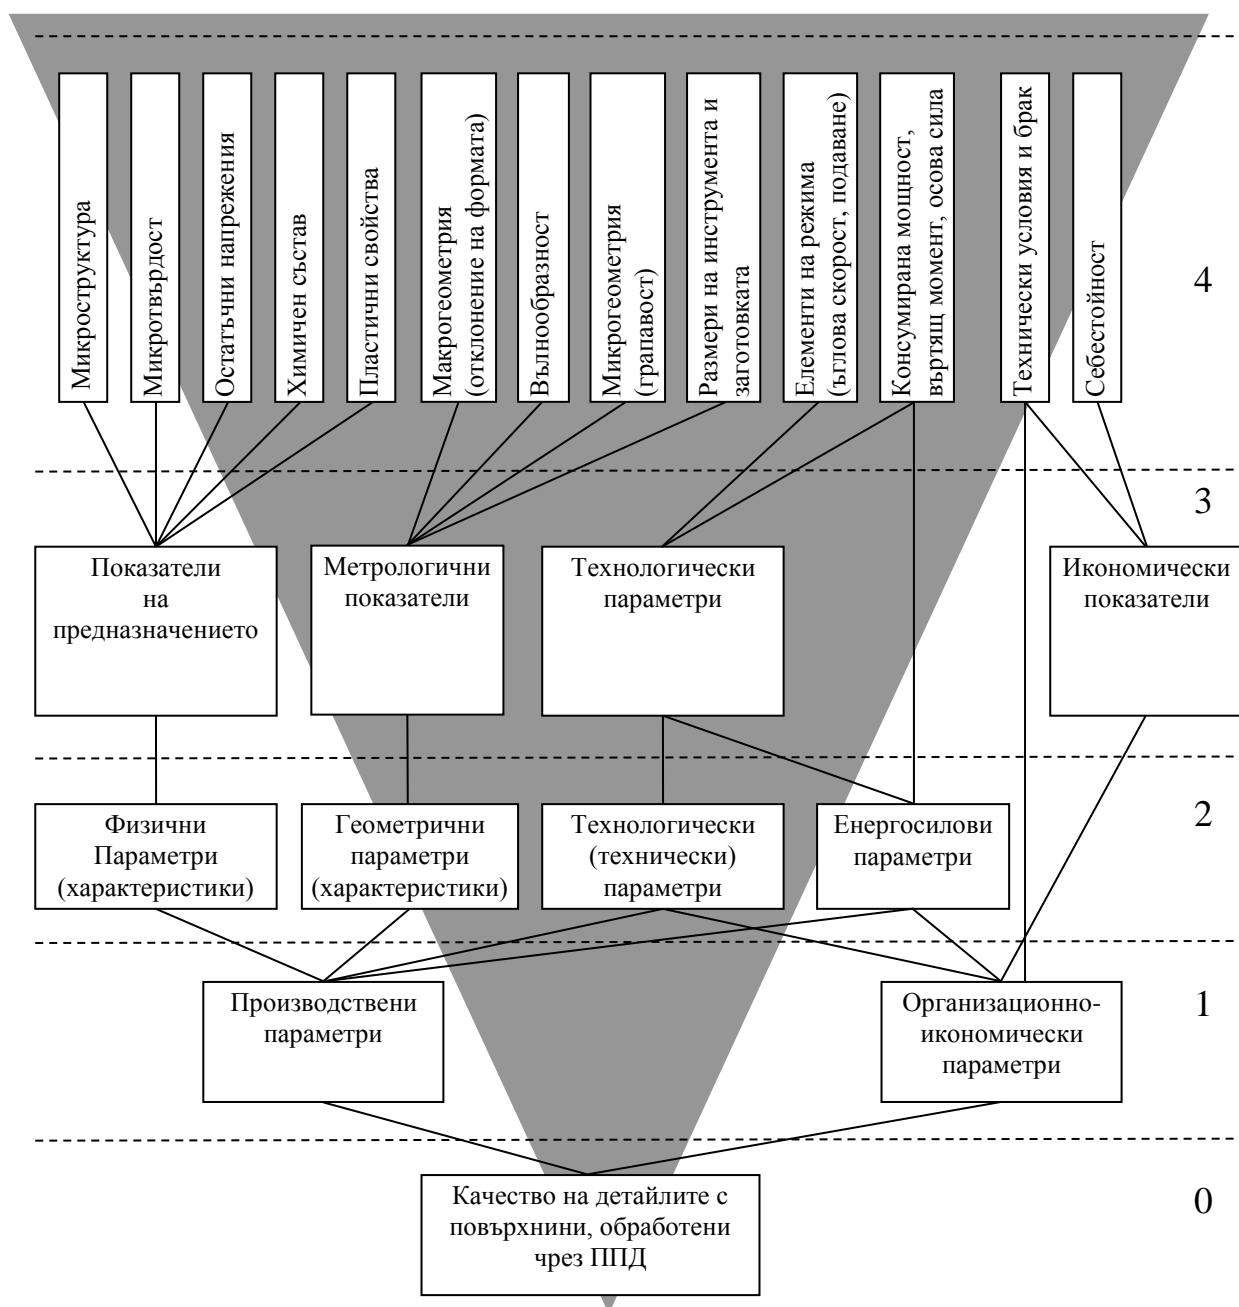 Микроструктура
Микротвърдост
Остатъчни напрежения
Химичен състав
Пластични свойства
Макрогеометрия
(отклонение на формата)
Вълнообразност
Микрогеометрия
(грапавост)
Размери на инструмента и
заготовката
Елементи на режима
(ъглова скорост, подаване)
Консумирана мощност,
въртящ момент, осова сила
Технически условия и брак
Себестойност
4
3
Показатели
на
предназначението
Метрологични
показатели
Технологически
параметри
Икономически
показатели
2
Физични
Параметри
(характеристики)
Геометрични
параметри
(характеристики)
Технологически
(технически)
параметри
Енергосилови
параметри
1
Производствени
параметри
Организационно-
икономически
параметри
0
Качество на детайлите с
повърхнини, обработени
чрез ППД